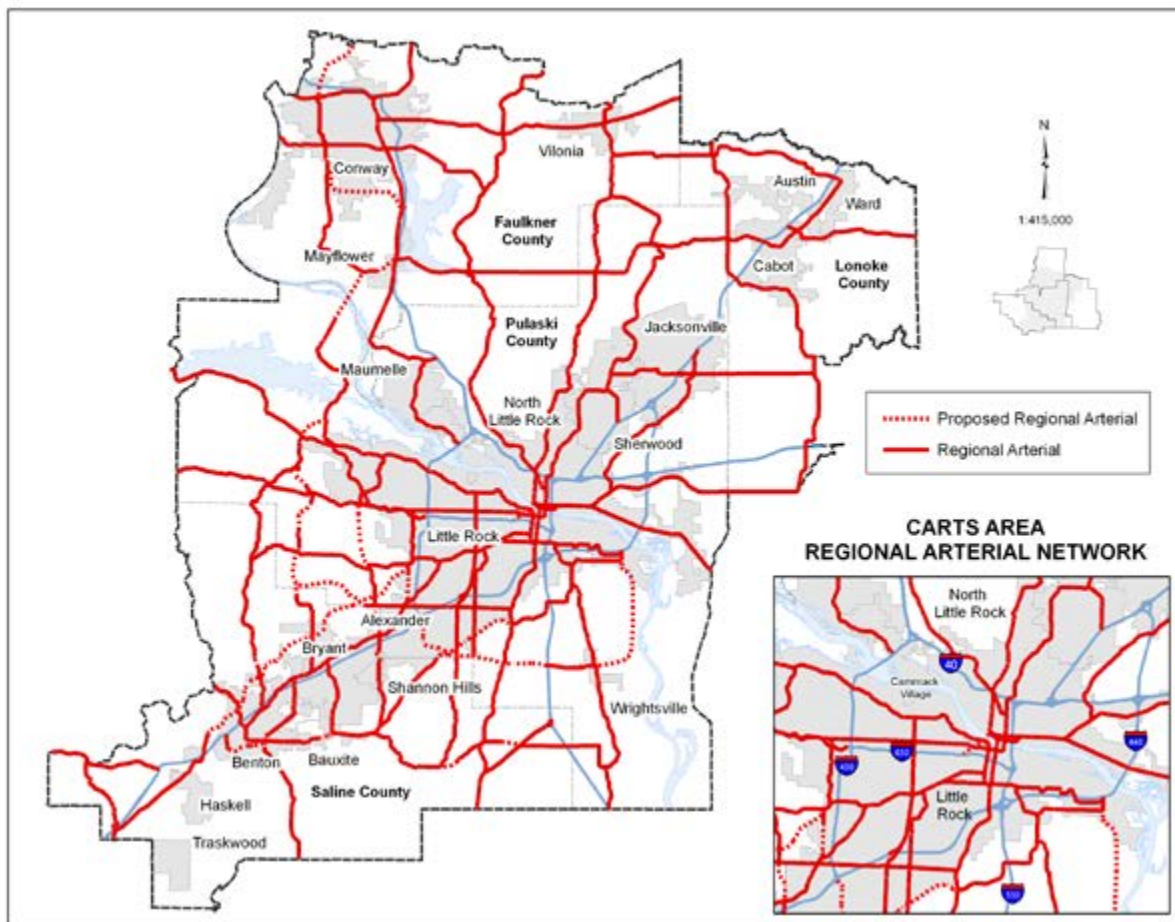 Vilonia
Conway
Austin
Ward
Faulkner
County
Mayflower
Cabot
Lonoke
County
Pulaski
County
Jacksonville
Maumelle
North
Little Rock
Sherwood
Little Rock
Alexander
Bryant
Shannon Hills
Wrightsville
Benton
Bauxite
Saline County
Haskell
Traskwood
N
1:415,000
Proposed Regional Arterial
Regional Arterial
CARTS AREA
REGIONAL ARTERIAL NETWORK
North
Little Rock
40
Cammack
Village
440
630
430
Little
Rock
530